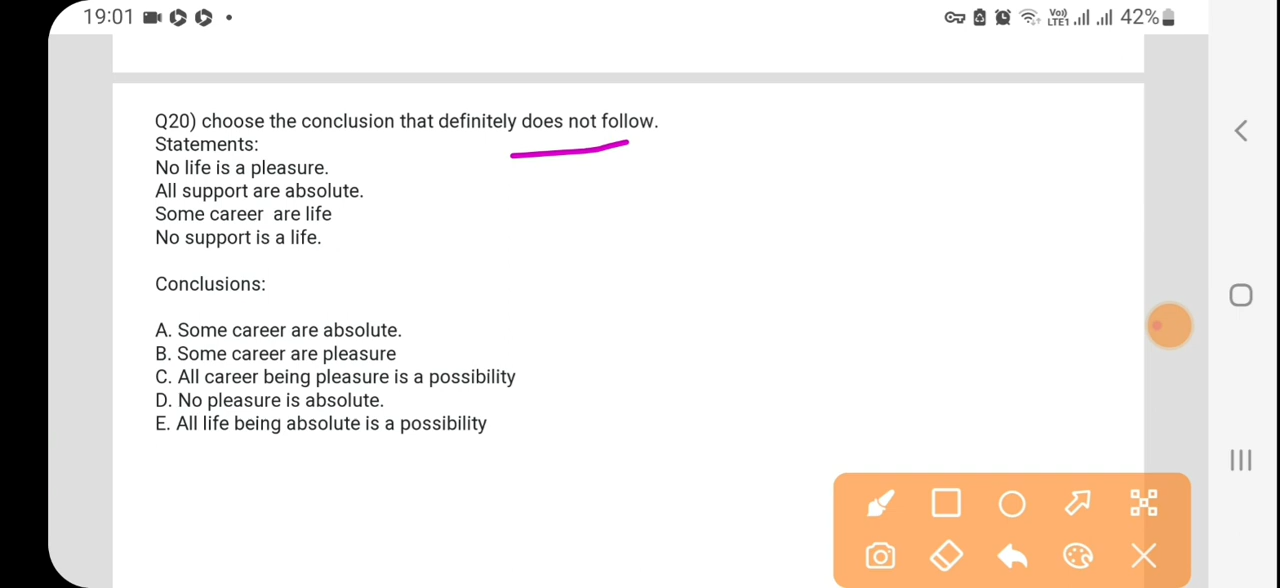 19:01
Vo))
LTE1
42%
Q20) choose the conclusion that definitely does not follow.
Statements:
No life is a pleasure.
All support are absolute.
Some career  are life
No support is a life.
Conclusions:
A. Some career are absolute.
B. Some career are pleasure
C. All career being pleasure is a possibility
D. No pleasure is absolute.
E. All life being absolute is a possibility